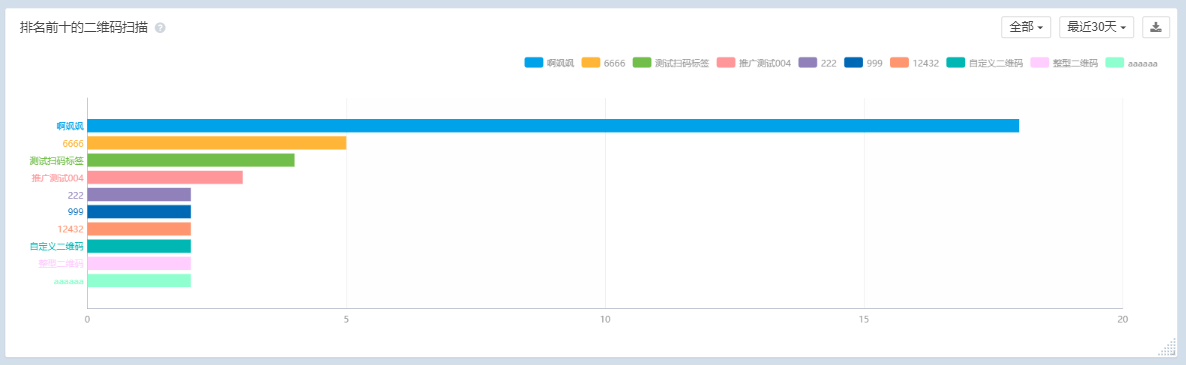 排名前十的二维码扫描 ?
全部 最近30天
啊飒飒 6666 测试扫码标签 推广测试004 222 999 12432 自定义二维码 整型二维码 aaaaaa
啊飒飒
6666
测试扫码标签
推广测试004
222
999
12432
自定义二维码
整型二维码
aaaaaa
0 5 10 15 20